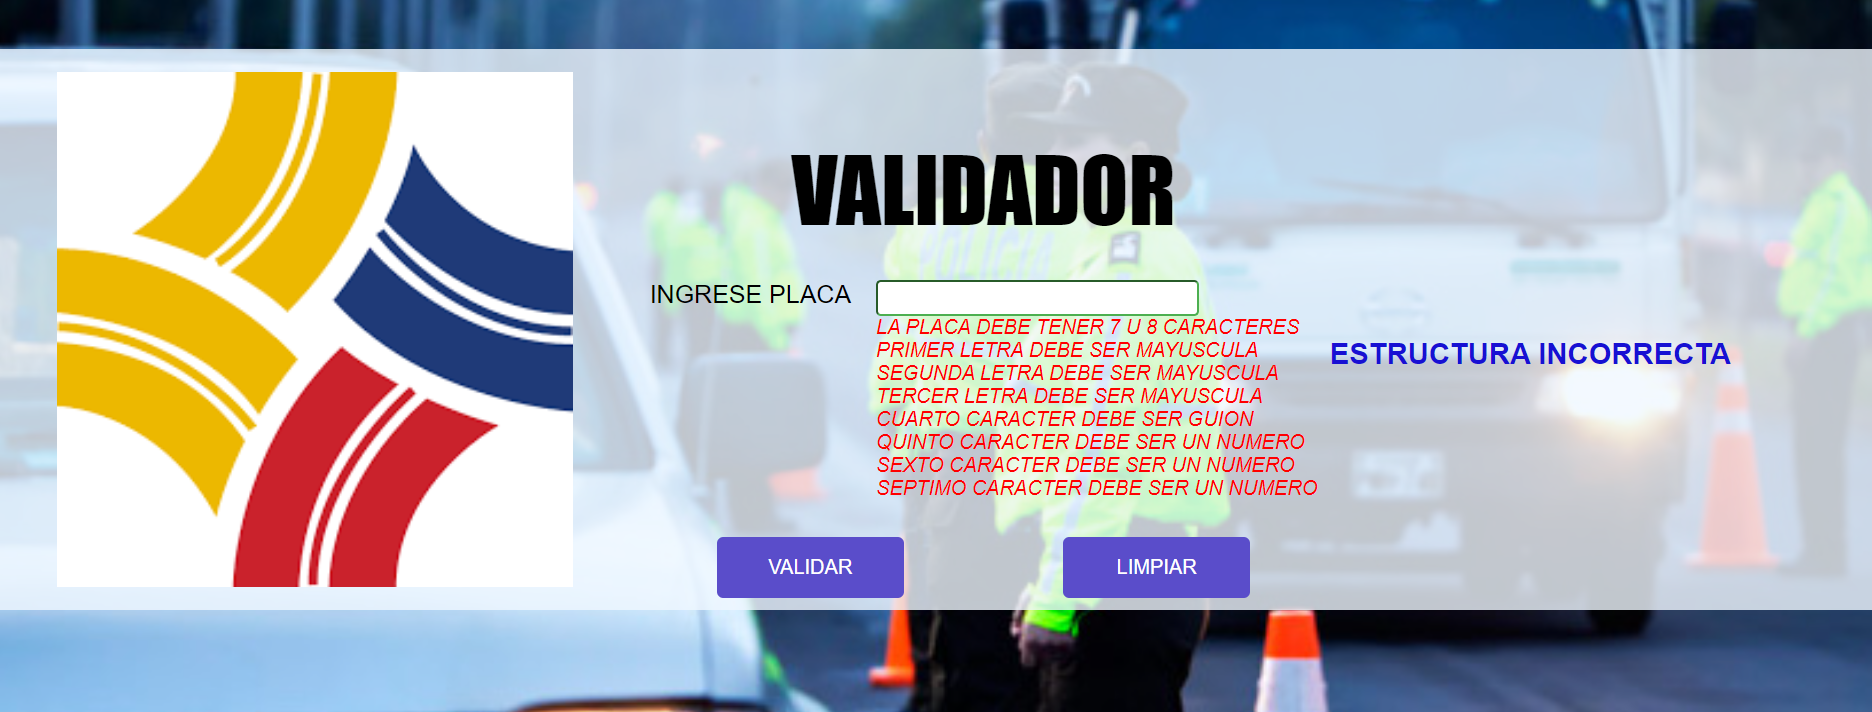 VALIDADOR
INGRESE PLACA
LA PLACA DEBE TENER 7 U 8 CARACTERES
PRIMER LETRA DEBE SER MAYUSCULA
SEGUNDA LETRA DEBE SER MAYUSCULA
TERCER LETRA DEBE SER MAYUSCULA
CUARTO CARACTER DEBE SER GUION
QUINTO CARACTER DEBE SER UN NUMERO
SEXTO CARACTER DEBE SER UN NUMERO
SEPTIMO CARACTER DEBE SER UN NUMERO
ESTRUCTURA INCORRECTA
VALIDAR
LIMPIAR
POLICIA